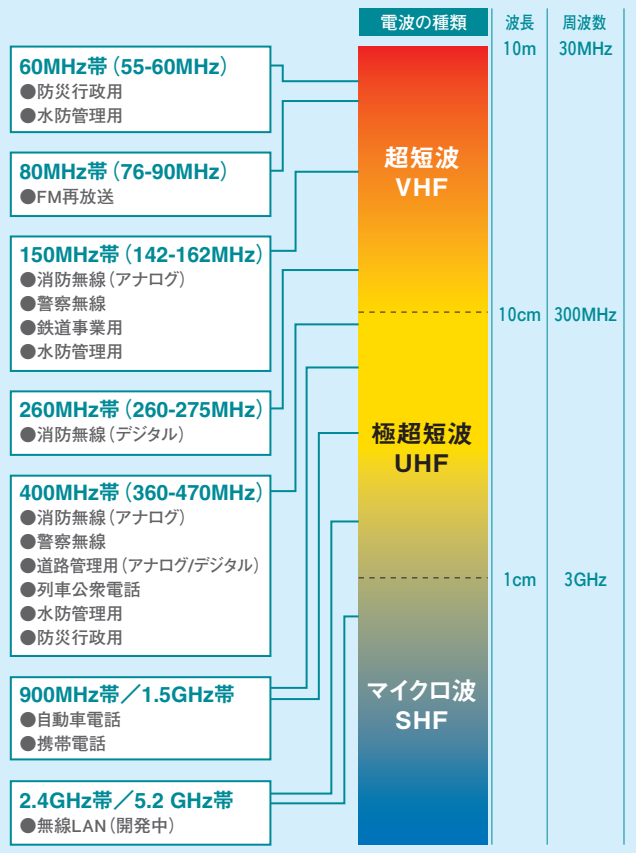 電波の種類 波長 周波数
10m 30MHz
60MHz帯（55-60MHz）
●防災行政用
●水防管理用
80MHz帯（76-90MHz）
●FM再放送
150MHz帯（142-162MHz）
●消防無線（アナログ）
●警察無線
●鉄道事業用
●水防管理用
260MHz帯（260-275MHz）
●消防無線（デジタル）
400MHz帯（360-470MHz）
●消防無線（アナログ）
●警察無線
●道路管理用（アナログ/デジタル）
●列車公衆電話
●水防管理用
●防災行政用
900MHz帯／1.5GHz帯
●自動車電話
●携帯電話
2.4GHz帯／5.2 GHz帯
●無線LAN（開発中）
超短波
VHF
10cm 300MHz
極超短波
UHF
1cm 3GHz
マイクロ波
SHF